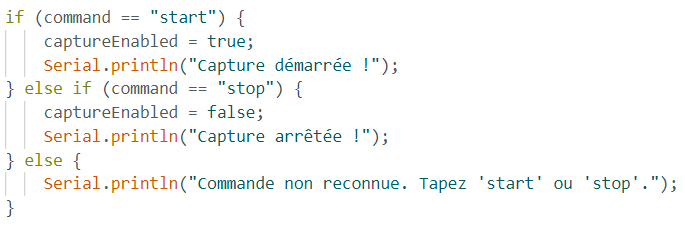 if (command == "start") {
    captureEnabled = true;
    Serial.println("Capture démarrée !");
} else if (command == "stop") {
    captureEnabled = false;
    Serial.println("Capture arrêtée !");
} else {
    Serial.println("Commande non reconnue. Tapez 'start' ou 'stop'.");
}